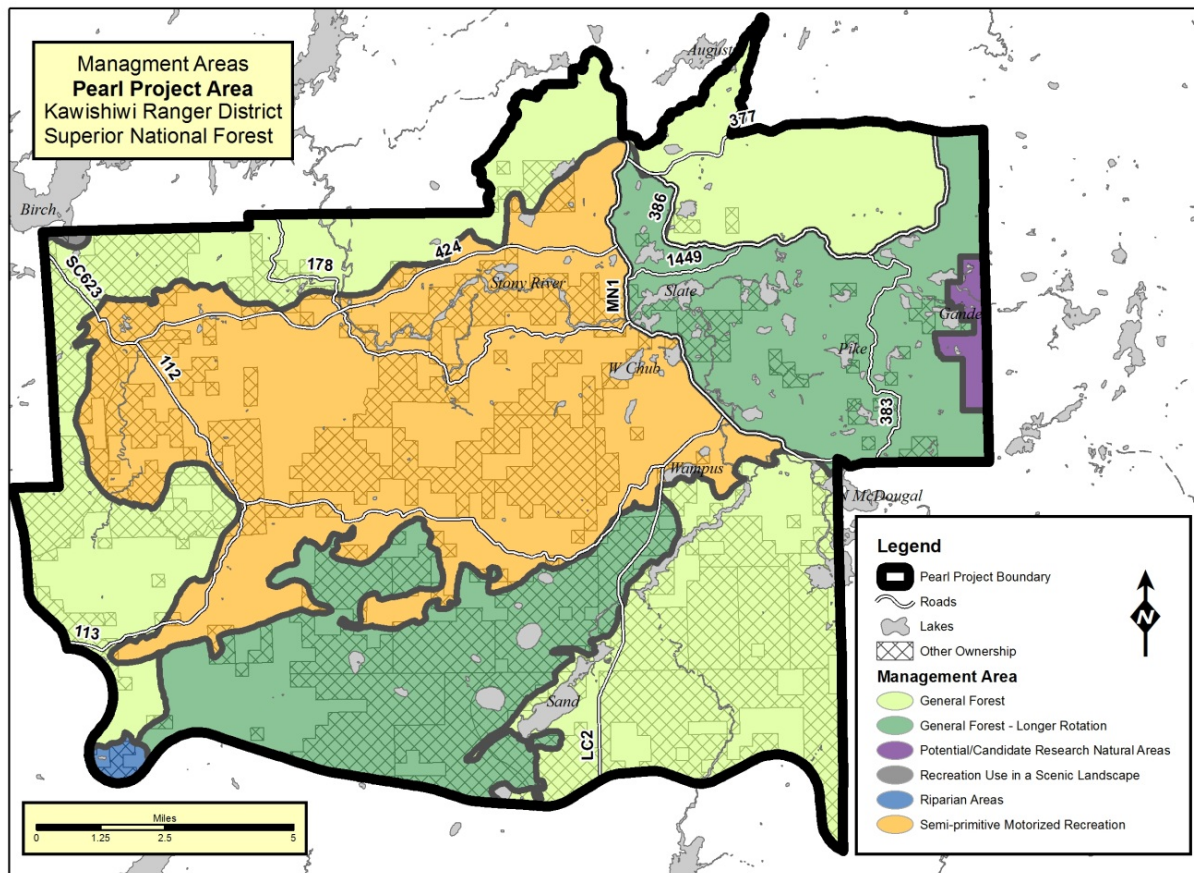 Managment Areas
Pearl Project Area
Kawishiwi Ranger District
Superior National Forest
August
377
Birch
386
SC623
424
178
1449
Stony River
MN1
Slate
Gande
Pike
W Chub
112
383
Wampus
N McDougal
113
Sand
LC2
Legend
Pearl Project Boundary
Roads
Lakes
Other Ownership
Management Area
General Forest
General Forest - Longer Rotation
Potential/Candidate Research Natural Areas
Recreation Use in a Scenic Landscape
Riparian Areas
Semi-primitive Motorized Recreation
N
Miles
0 1.25 2.5 5